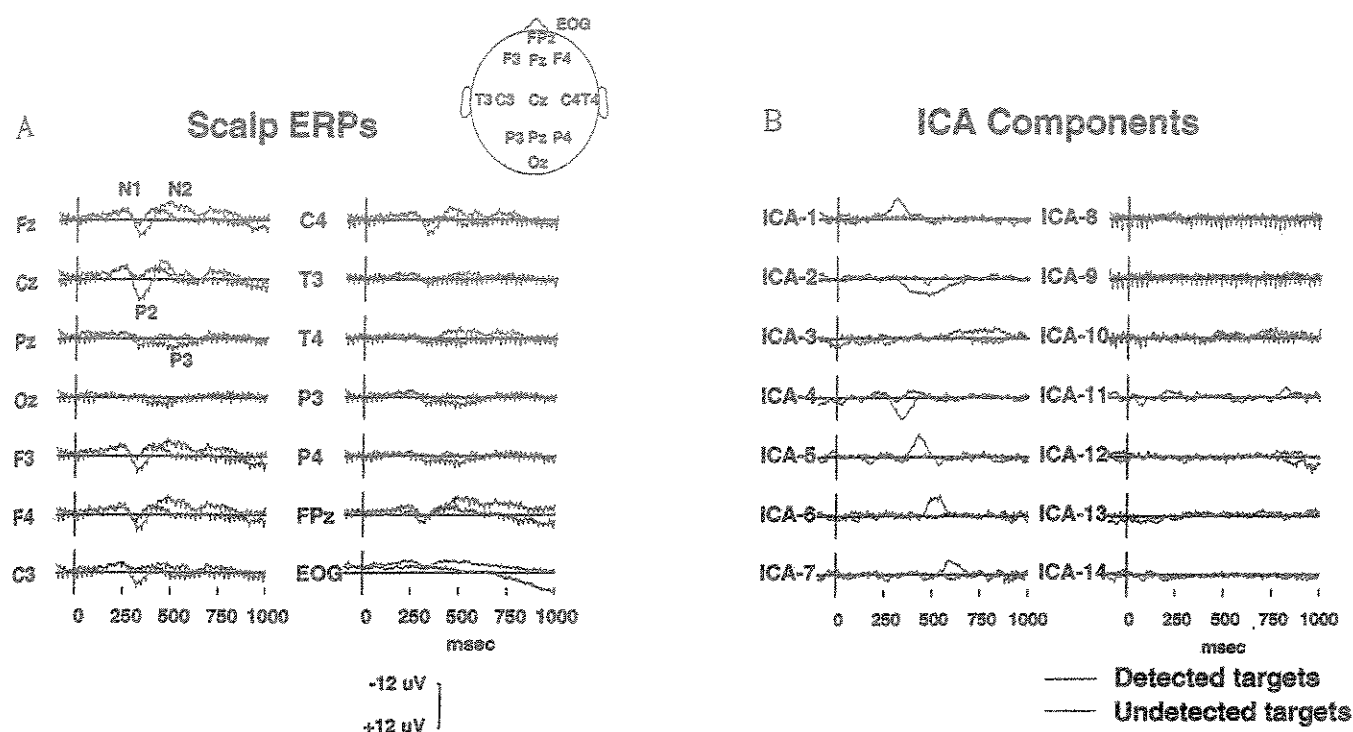 EOG
FPz
F3 Fz F4
T3 C3 Cz C4 T4
P3 Pz P4
Oz
A
Scalp ERPs
N1 N2
Fz
Cz
P2
Pz
P3
Oz
F3
F4
C3
0 250 500 750 1000
C4
T3
T4
P3
P4
FPz
EOG
0 250 500 750 1000
msec
-12 uV
+12 uV
B
ICA Components
ICA-1
ICA-2
ICA-3
ICA-4
ICA-5
ICA-6
ICA-7
0 250 500 750 1000
ICA-8
ICA-9
ICA-10
ICA-11
ICA-12
ICA-13
ICA-14
0 250 500 750 1000
msec
Detected targets
Undetected targets